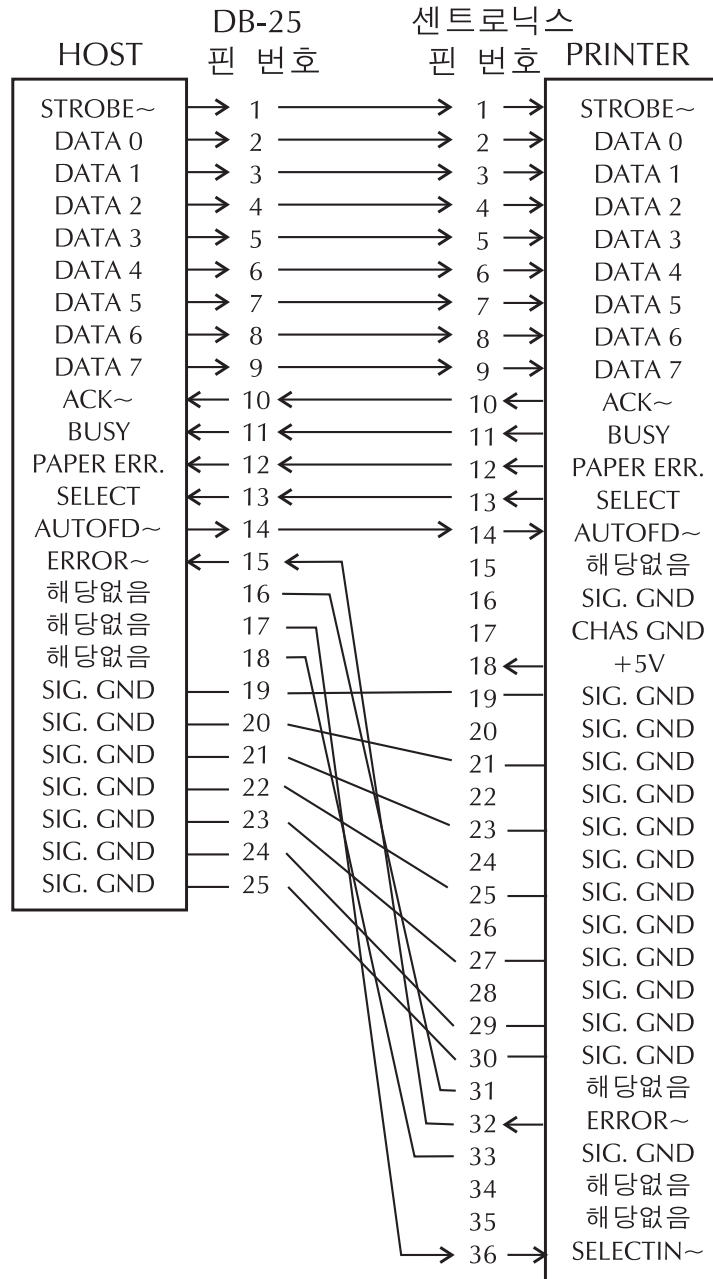 DB-25 센트로닉스
HOST 핀 번호 핀 번호 PRINTER
STROBE~ 1 1 STROBE~
DATA 0 2 2 DATA 0
DATA 1 3 3 DATA 1
DATA 2 4 4 DATA 2
DATA 3 5 5 DATA 3
DATA 4 6 6 DATA 4
DATA 5 7 7 DATA 5
DATA 6 8 8 DATA 6
DATA 7 9 9 DATA 7
ACK~ 10 10 ACK~
BUSY 11 11 BUSY
PAPER ERR. 12 12 PAPER ERR.
SELECT 13 13 SELECT
AUTOFD~ 14 14 AUTOFD~
ERROR~ 15 15 해당없음
해당없음 16 16 SIG. GND
해당없음 17 17 CHAS GND
해당없음 18 18 +5V
SIG. GND 19 19 SIG. GND
SIG. GND 20 20 SIG. GND
SIG. GND 21 21 SIG. GND
SIG. GND 22 22 SIG. GND
SIG. GND 23 23 SIG. GND
SIG. GND 24 24 SIG. GND
SIG. GND 25 25 SIG. GND
26 SIG. GND
27 SIG. GND
28 SIG. GND
29 SIG. GND
30 SIG. GND
31 해당없음
32 ERROR~
33 SIG. GND
34 해당없음
35 해당없음
36 SELECTIN~